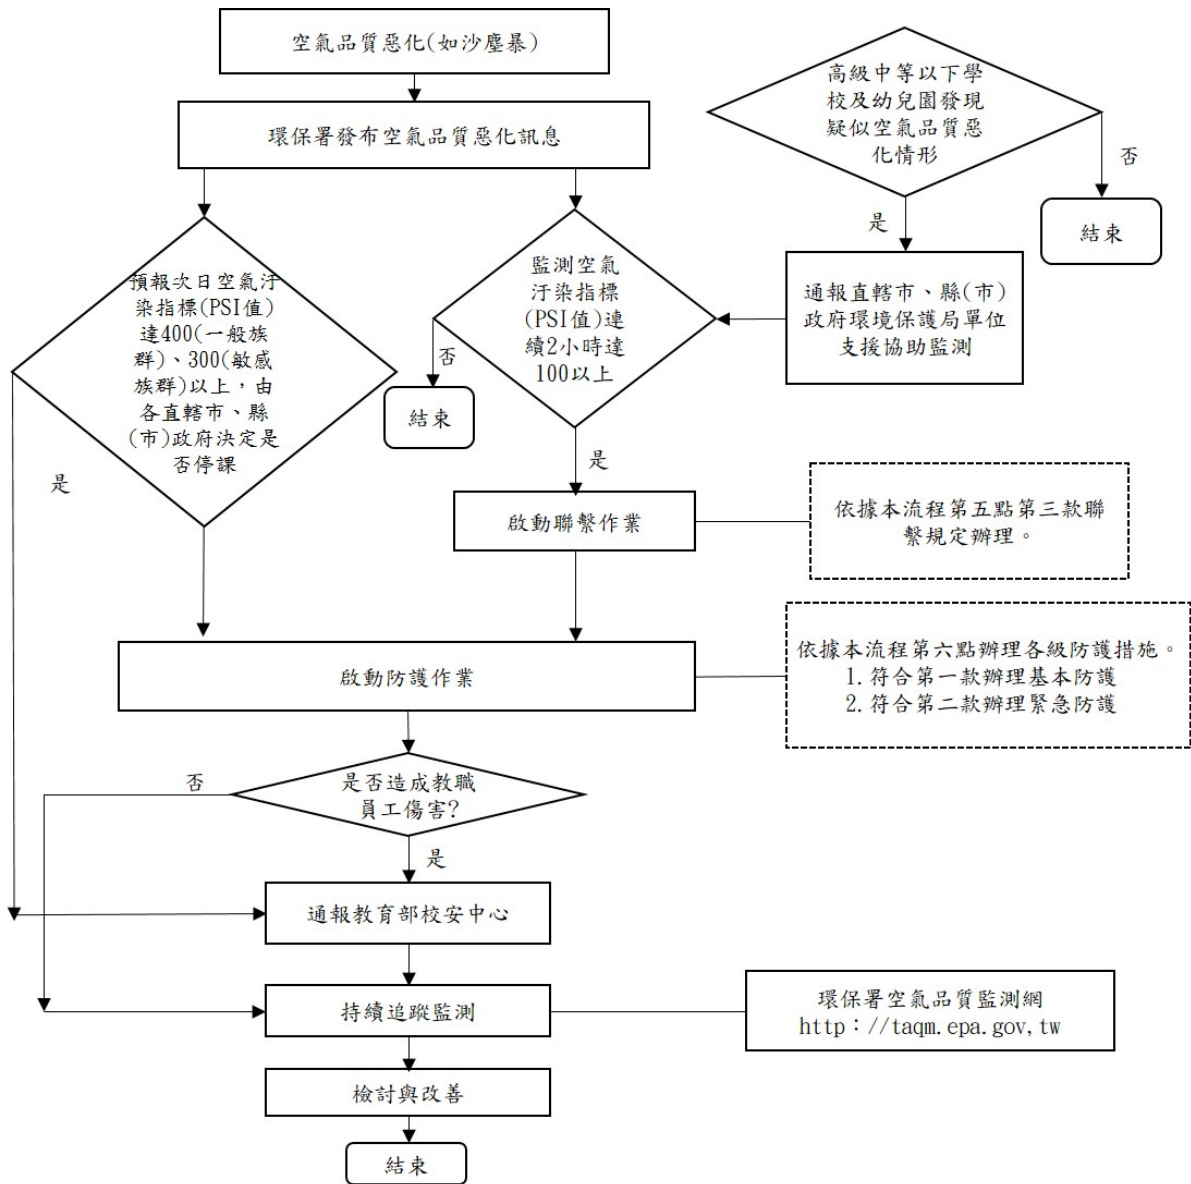 空氣品質惡化(如沙塵暴)
環保署發布空氣品質惡化訊息
高級中等以下學
校及幼兒園發現
疑似空氣品質惡
化情形
否
結束
是
通報直轄市、縣(市)
政府環境保護局單位
支援協助監測
預報次日空氣汙
染指標(PSI值)
達400(一般族
群)、300(敏感
族群)以上，由
各直轄市、縣
(市)政府決定是
否停課
是
監測空氣
汙染指標
(PSI值)連
續2小時達
100以上
否
結束
是
啟動聯繫作業
依據本流程第五點第三款聯
繫規定辦理。
啟動防護作業
依據本流程第六點辦理各級防護措施。
1.符合第一款辦理基本防護
2.符合第二款辦理緊急防護
是否造成教職
員工傷害?
否
是
通報教育部校安中心
持續追蹤監測
環保署空氣品質監測網
http：//taqm.epa.gov,tw
檢討與改善
結束